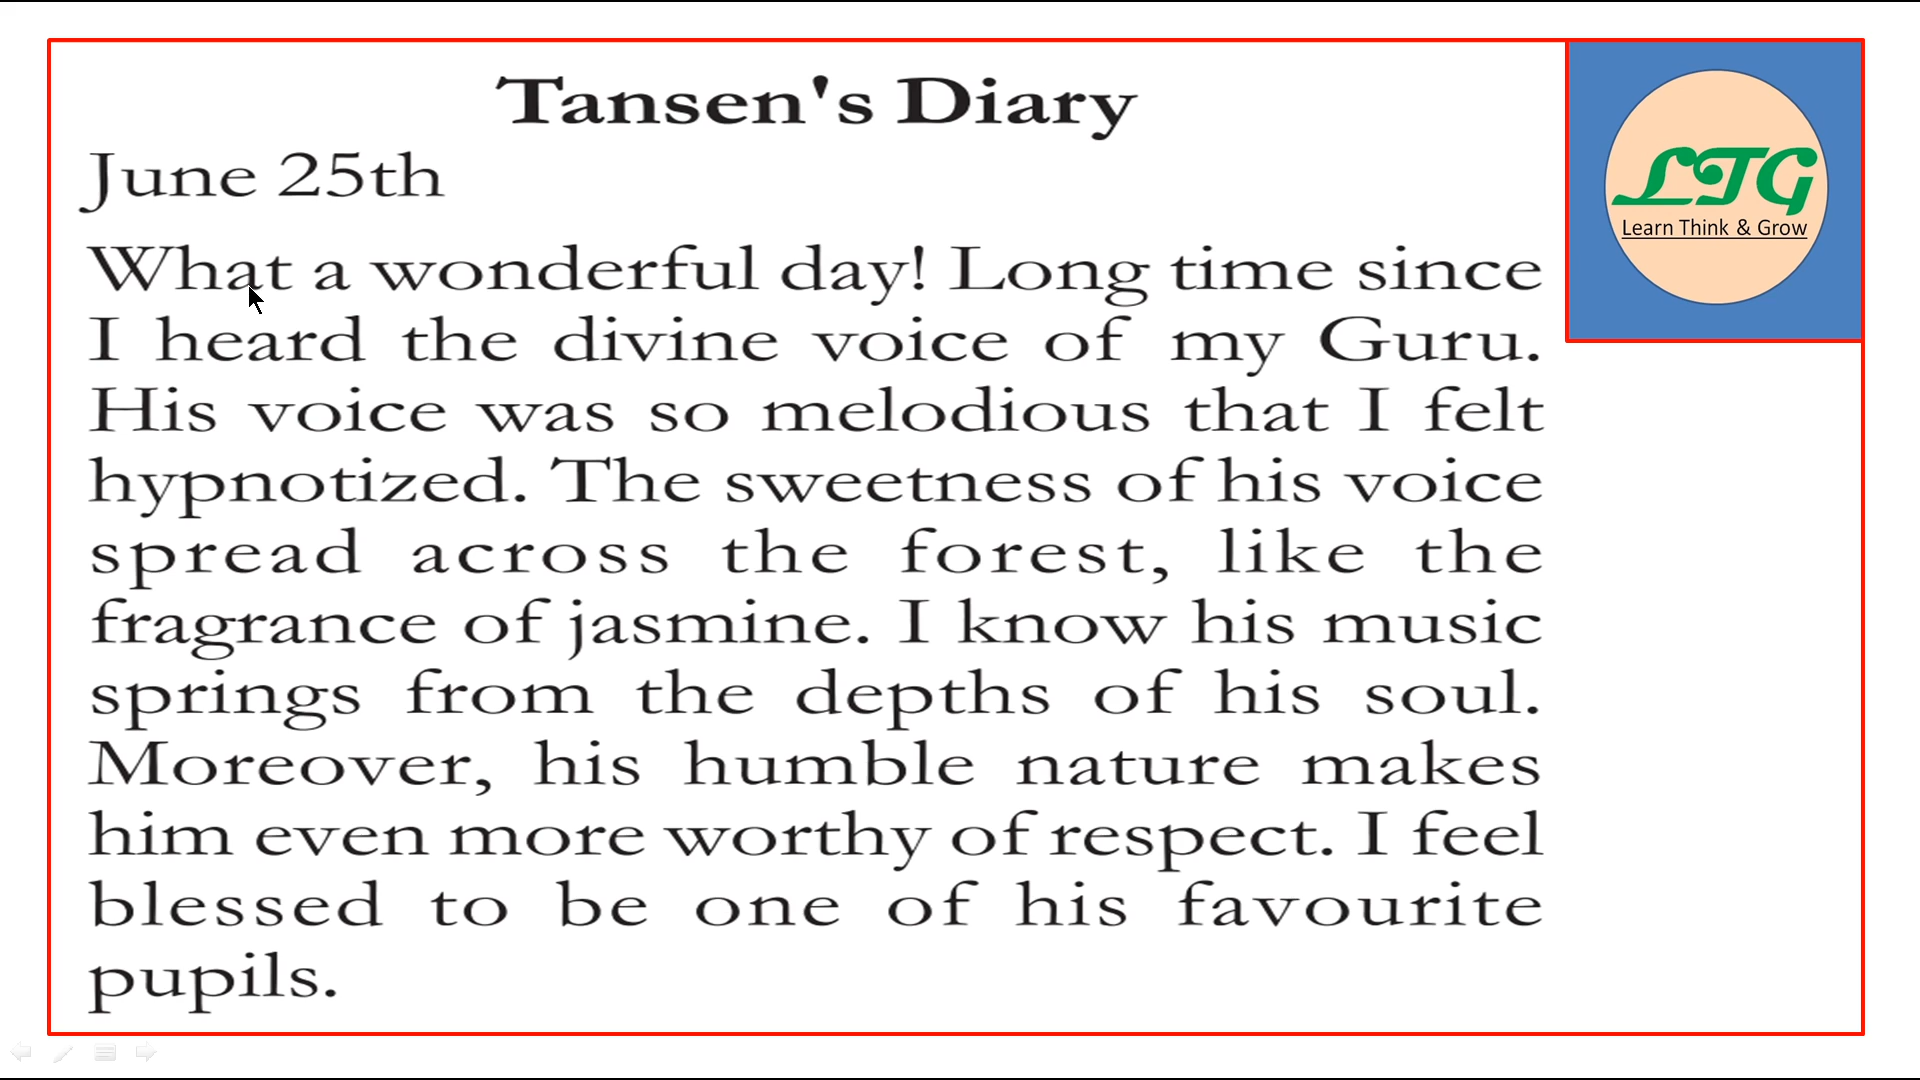 Tansen's Diary
June 25th
What a wonderful day! Long time since
I heard the divine voice of my Guru.
His voice was so melodious that I felt
hypnotized. The sweetness of his voice
spread across the forest, like the
fragrance of jasmine. I know his music
springs from the depths of his soul.
Moreover, his humble nature makes
him even more worthy of respect. I feel
blessed to be one of his favourite
pupils.
LTG
Learn Think & Grow